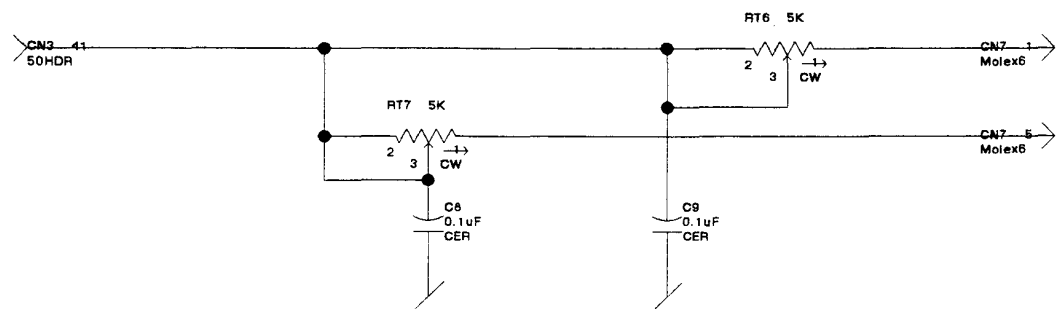 RT6 5K
CN3 41
50HDR
CN7 1
Molex6
2 3 1
CW
RT7 5K
CN7 5
Molex6
2 3 1
CW
C8
0.1uF
CER
C9
0.1uF
CER